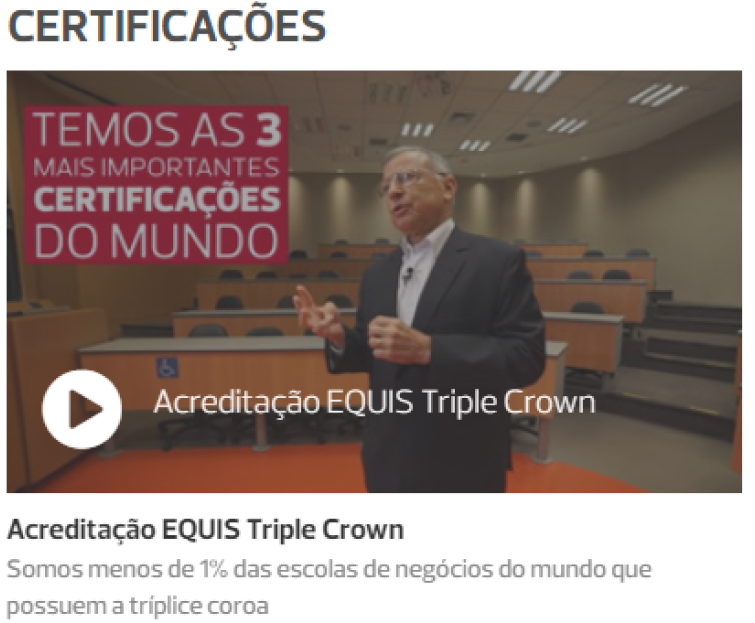 CERTIFICAÇÕES
TEMOS AS 3
MAIS IMPORTANTES
CERTIFICAÇÕES
DO MUNDO
Acreditação EQUIS Triple Crown
Acreditação EQUIS Triple Crown
Somos menos de 1% das escolas de negócios do mundo que
possuem a tríplice coroa